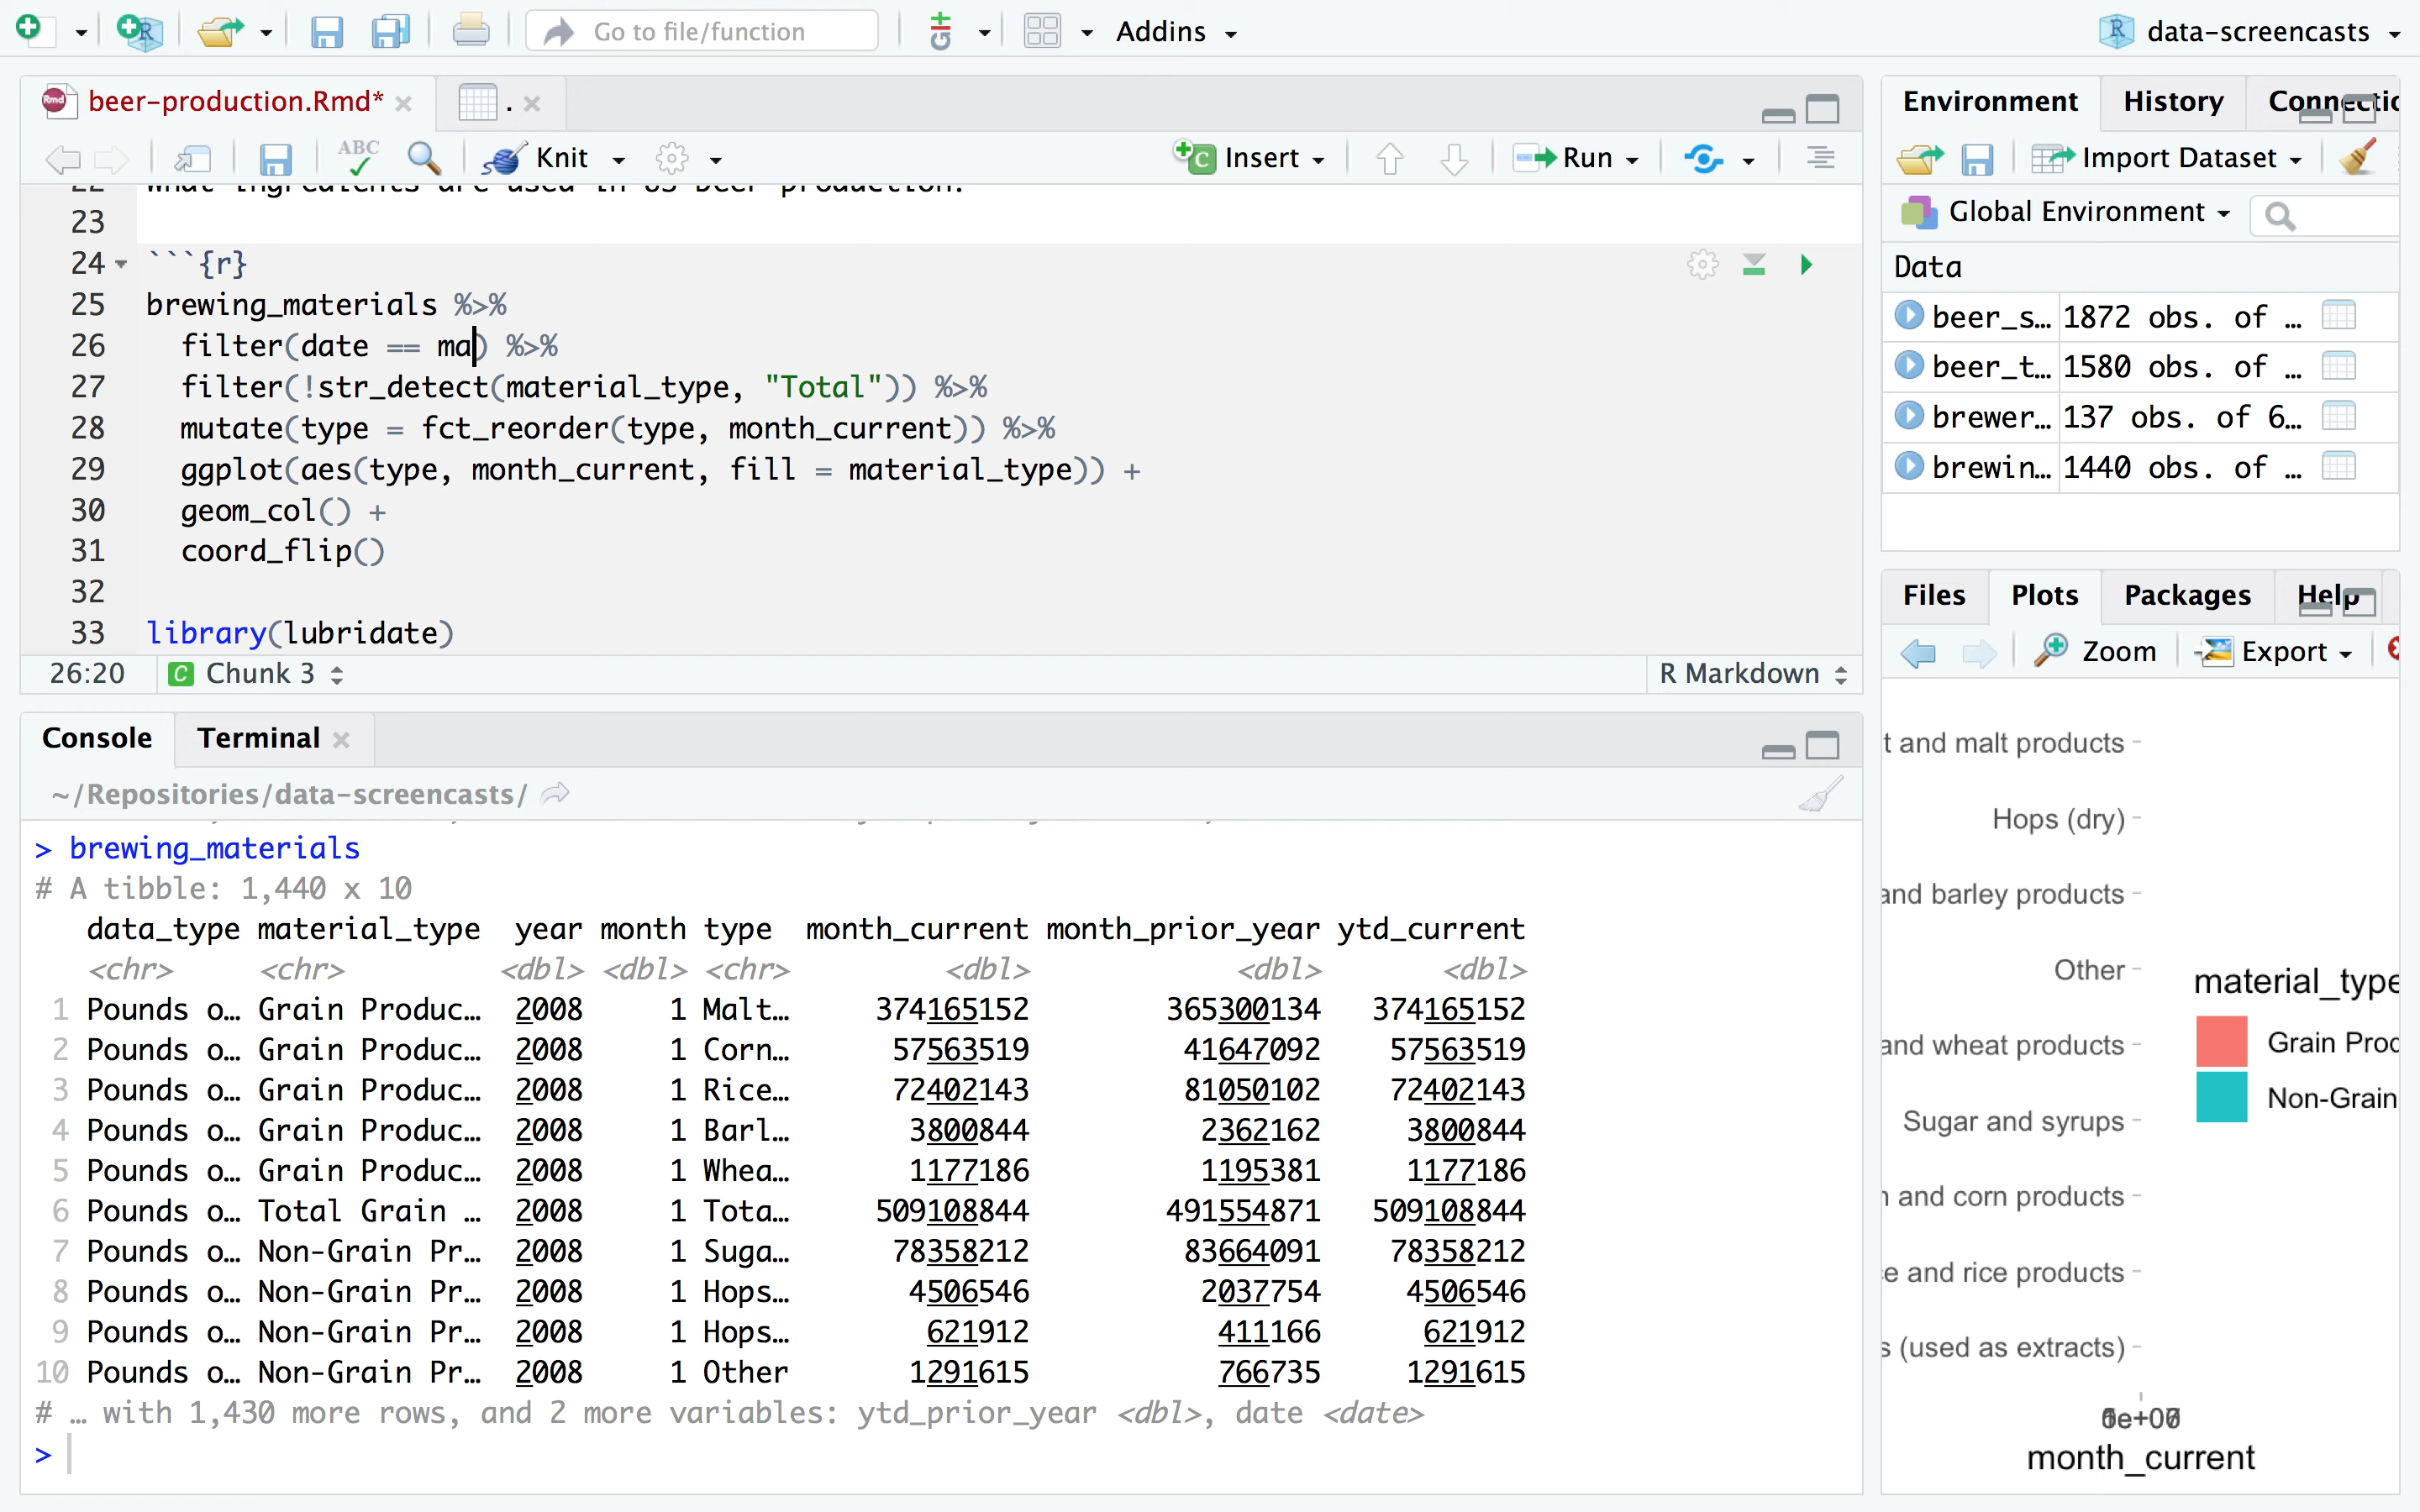 Go to file/function
Addins
data-screencasts
beer-production.Rmd*
.
ABC
Knit
Insert
Run
22 What ingredients are used in US beer production?
23
24 ```{r}
25 brewing_materials %>%
26 filter(date == ma) %>%
27 filter(!str_detect(material_type, "Total")) %>%
28 mutate(type = fct_reorder(type, month_current)) %>%
29 ggplot(aes(type, month_current, fill = material_type)) +
30 geom_col() +
31 coord_flip()
32
33 library(lubridate)
26:20 C Chunk 3 R Markdown
Console Terminal
~/Repositories/data-screencasts/
> brewing_materials
# A tibble: 1,440 x 10
data_type material_type year month type month_current month_prior_year ytd_current
<chr> <chr> <dbl> <dbl> <chr> <dbl> <dbl> <dbl>
1 Pounds o… Grain Produc… 2008 1 Malt… 374165152 365300134 374165152
2 Pounds o… Grain Produc… 2008 1 Corn… 57563519 41647092 57563519
3 Pounds o… Grain Produc… 2008 1 Rice… 72402143 81050102 72402143
4 Pounds o… Grain Produc… 2008 1 Barl… 3800844 2362162 3800844
5 Pounds o… Grain Produc… 2008 1 Whea… 1177186 1195381 1177186
6 Pounds o… Total Grain … 2008 1 Tota… 509108844 491554871 509108844
7 Pounds o… Non-Grain Pr… 2008 1 Suga… 78358212 83664091 78358212
8 Pounds o… Non-Grain Pr… 2008 1 Hops… 4506546 2037754 4506546
9 Pounds o… Non-Grain Pr… 2008 1 Hops… 621912 411166 621912
10 Pounds o… Non-Grain Pr… 2008 1 Other 1291615 766735 1291615
# … with 1,430 more rows, and 2 more variables: ytd_prior_year <dbl>, date <date>
>
Environment History Connectic
Import Dataset
Global Environment
Data
beer_s… 1872 obs. of …
beer_t… 1580 obs. of …
brewer… 137 obs. of 6…
brewin… 1440 obs. of …
Files Plots Packages Help
Zoom Export
t and malt products
Hops (dry)
and barley products
Other
and wheat products
Sugar and syrups
n and corn products
e and rice products
s (used as extracts)
month_current
material_type
Grain Proc
Non-Grain